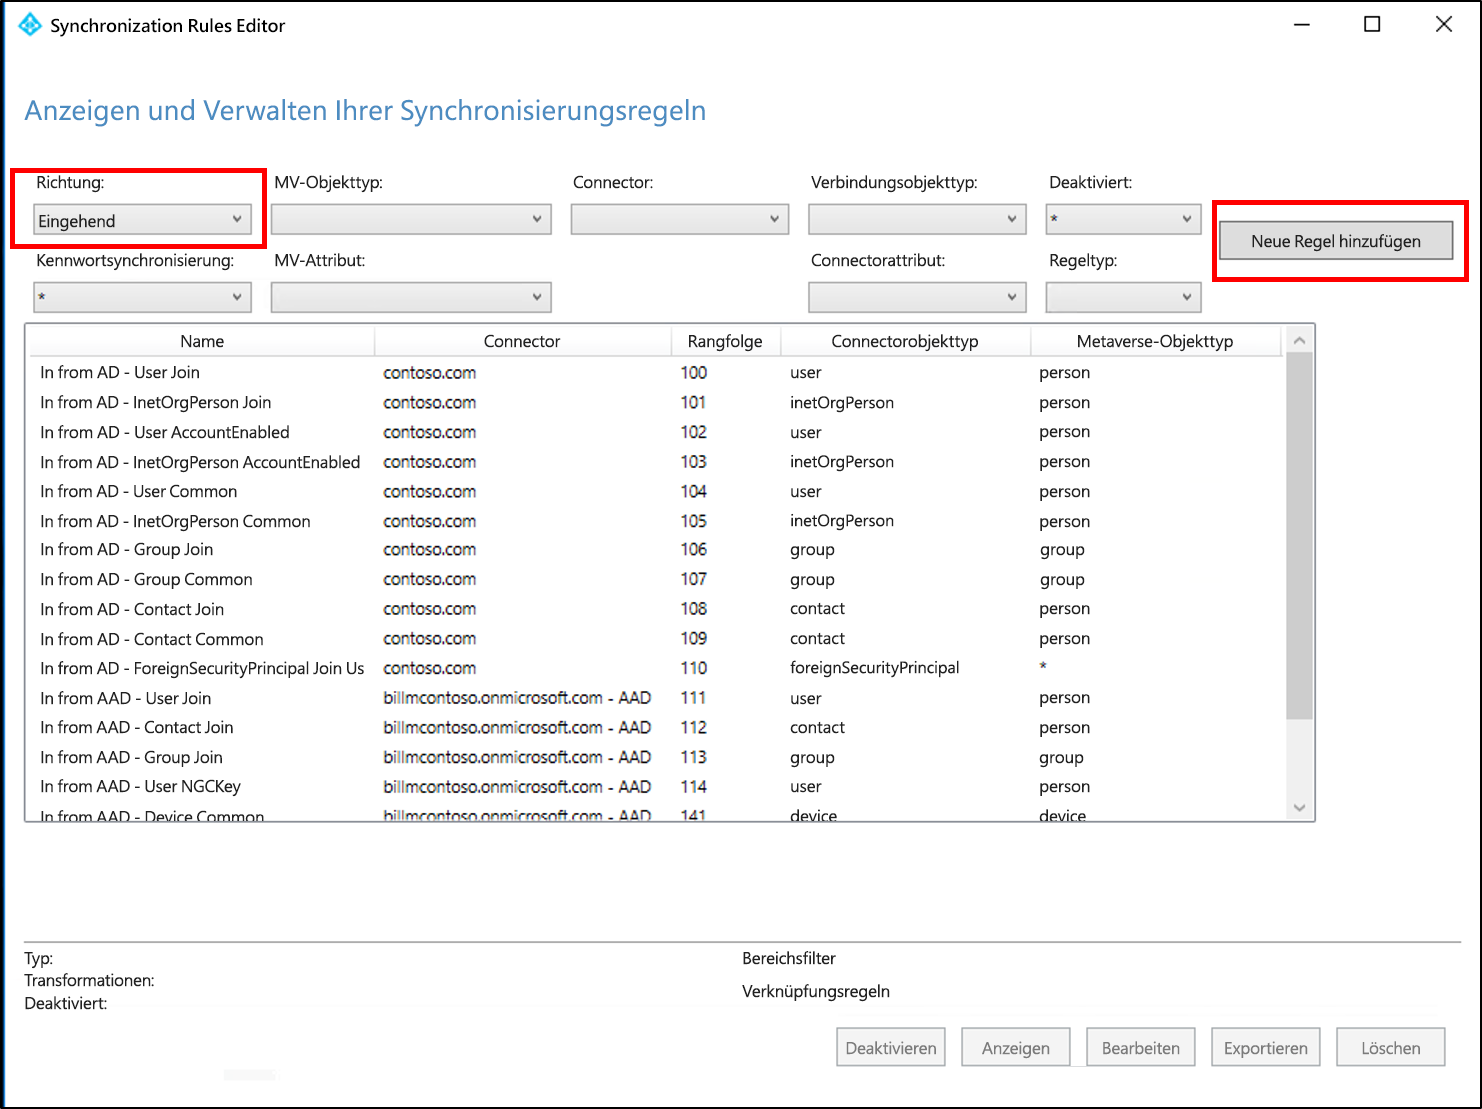 Synchronization Rules Editor
Anzeigen und Verwalten Ihrer Synchronisierungsregeln
Richtung: MV-Objekttyp: Connector: Verbindungsobjekttyp: Deaktiviert:
Eingehend *
Neue Regel hinzufügen
Kennwortsynchronisierung: MV-Attribut: Connectorattribut: Regeltyp:
*
Name Connector Rangfolge Connectorobjekttyp Metaverse-Objekttyp
In from AD - User Join contoso.com 100 user person
In from AD - InetOrgPerson Join contoso.com 101 inetOrgPerson person
In from AD - User AccountEnabled contoso.com 102 user person
In from AD - InetOrgPerson AccountEnabled contoso.com 103 inetOrgPerson person
In from AD - User Common contoso.com 104 user person
In from AD - InetOrgPerson Common contoso.com 105 inetOrgPerson person
In from AD - Group Join contoso.com 106 group group
In from AD - Group Common contoso.com 107 group group
In from AD - Contact Join contoso.com 108 contact person
In from AD - Contact Common contoso.com 109 contact person
In from AD - ForeignSecurityPrincipal Join Us contoso.com 110 foreignSecurityPrincipal *
In from AAD - User Join billmcontoso.onmicrosoft.com - AAD 111 user person
In from AAD - Contact Join billmcontoso.onmicrosoft.com - AAD 112 contact person
In from AAD - Group Join billmcontoso.onmicrosoft.com - AAD 113 group group
In from AAD - User NGCKey billmcontoso.onmicrosoft.com - AAD 114 user person
In from AAD - Device Common billmcontoso.onmicrosoft.com - AAD 141 device device
Typ: Bereichsfilter
Transformationen:
Verknüpfungsregeln
Deaktiviert:
Deaktivieren Anzeigen Bearbeiten Exportieren Löschen